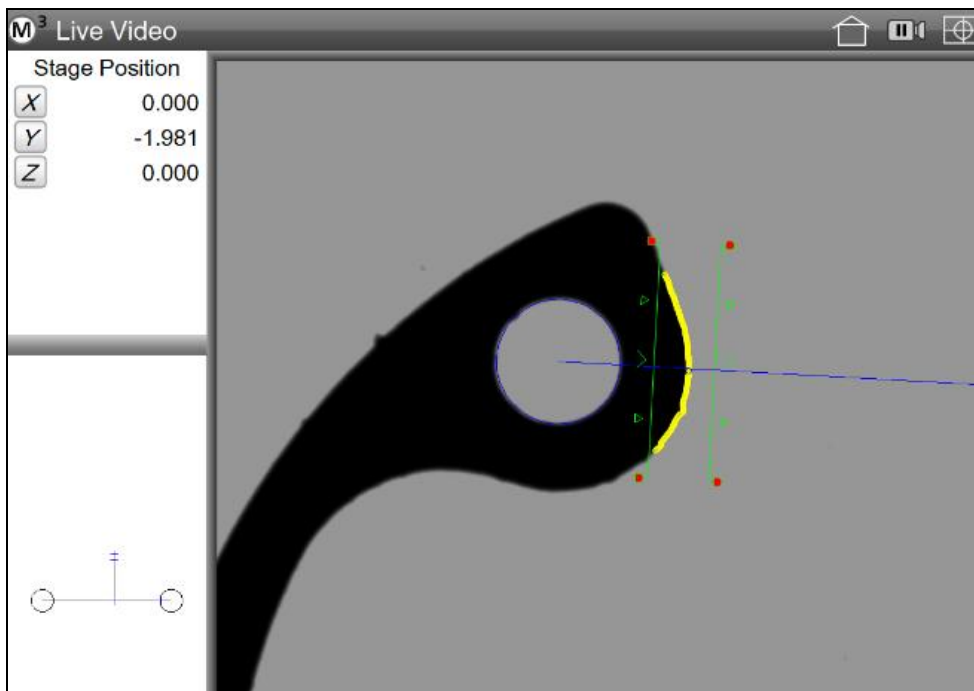 M3 Live Video
Stage Position
X 0.000
Y -1.981
Z 0.000